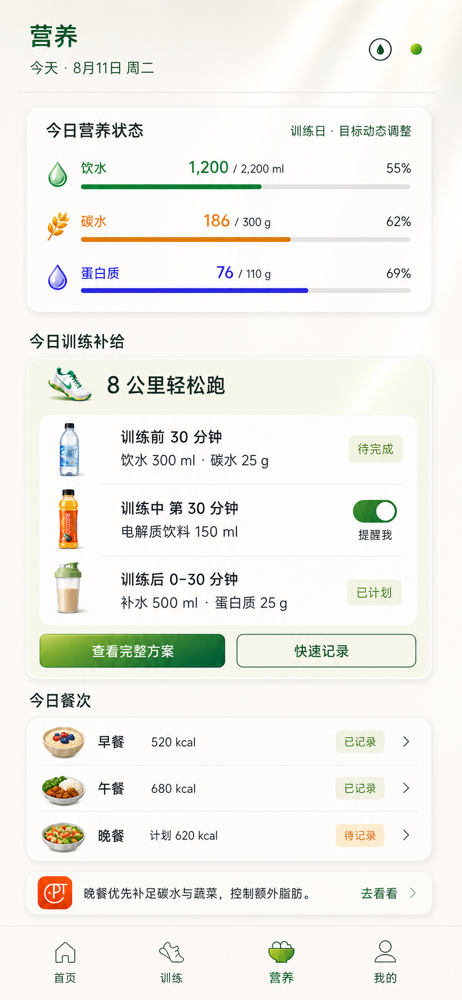 营养
今天 · 8月11日 周二
今日营养状态
训练日 · 目标动态调整
饮水 1,200 / 2,200 ml 55%
碳水 186 / 300 g 62%
蛋白质 76 / 110 g 69%
今日训练补给
8 公里轻松跑
训练前 30 分钟
饮水 300 ml · 碳水 25 g
待完成
训练中 第 30 分钟
电解质饮料 150 ml
提醒我
训练后 0–30 分钟
补水 500 ml · 蛋白质 25 g
已计划
查看完整方案
快速记录
今日餐次
早餐 520 kcal 已记录
午餐 680 kcal 已记录
晚餐 计划 620 kcal 待记录
PT
晚餐优先补足碳水与蔬菜，控制额外脂肪。 去看看
首页 训练 营养 我的